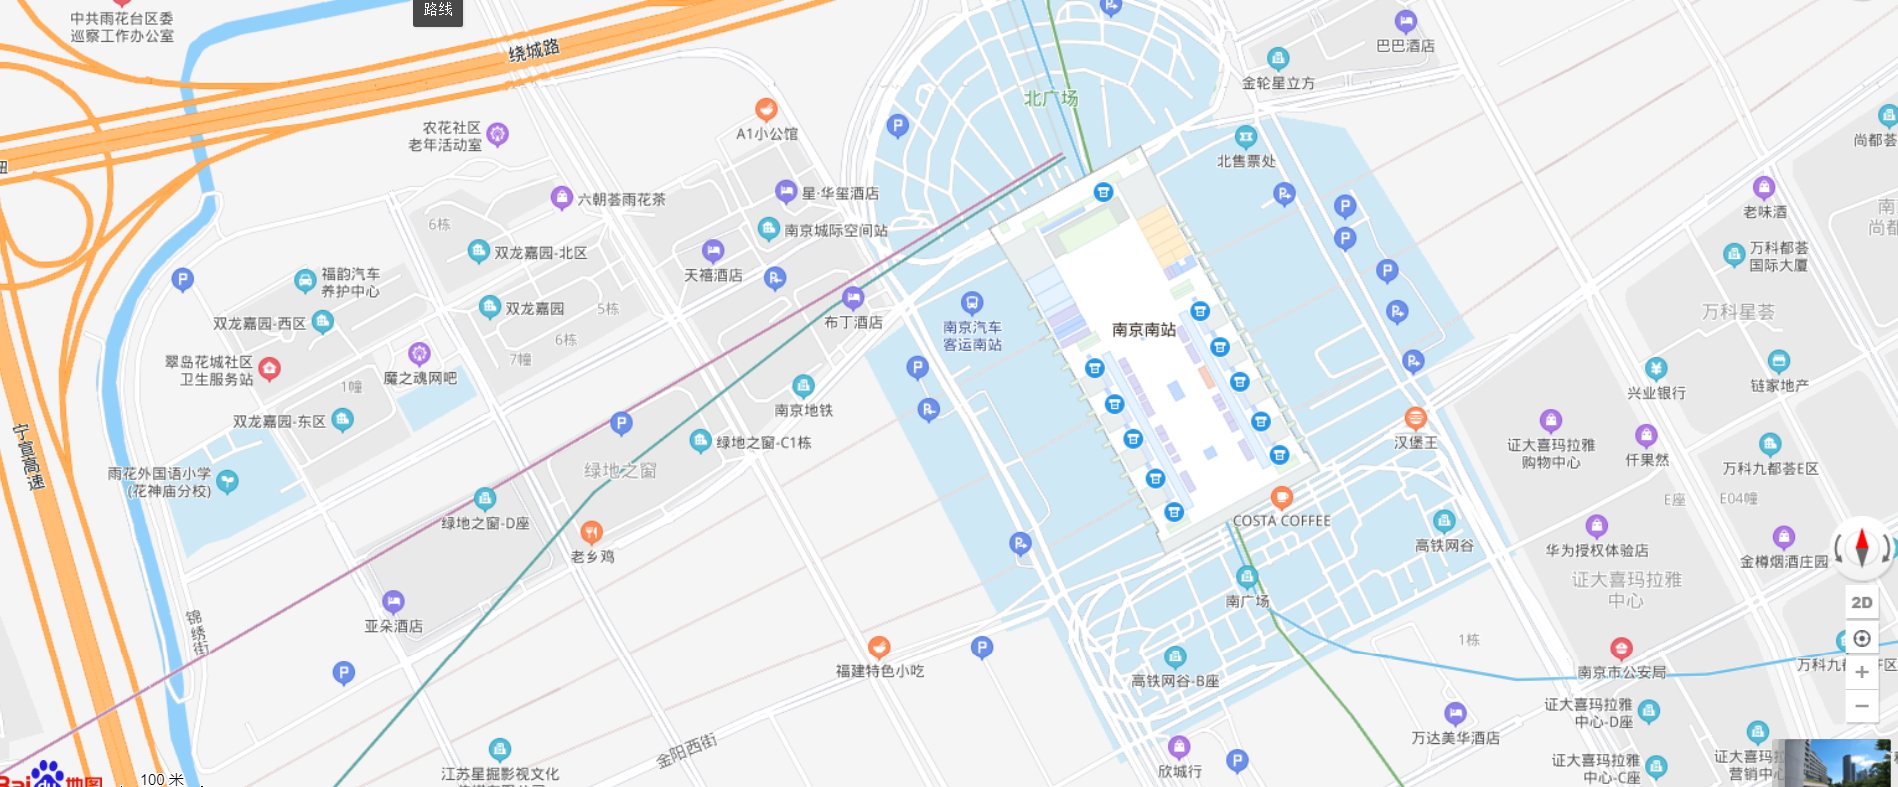 中共雨花台区委
巡察工作办公室
路线
绕城路
巴巴酒店
金轮星立方
北广场
A1小公馆
农花社区
老年活动室
北售票处
尚都荟
六朝荟雨花茶
星·华玺酒店
老味酒
6栋
南京城际空间站
双龙嘉园-北区
万科都荟
国际大厦
福韵汽车
养护中心
天禧酒店
双龙嘉园
5栋
万科星荟
双龙嘉园-西区
布丁酒店
南京汽车
客运南站
南京南站
6栋
7幢
翠岛花城社区
卫生服务站
魔之魂网吧
1幢
兴业银行
链家地产
南京地铁
双龙嘉园-东区
汉堡王
绿地之窗-C1栋
证大喜玛拉雅
购物中心
仟果然
宁宣高速
绿地之窗
万科九都荟E区
雨花外国语小学
(花神庙分校)
E座
E04幢
绿地之窗-D座
COSTA COFFEE
高铁网谷
华为授权体验店
老乡鸡
金樽烟酒庄园
证大喜玛拉雅
中心
南广场
2D
亚朵酒店
锦绣街
1栋
福建特色小吃
南京市公安局
万科九都
高铁网谷-B座
证大喜玛拉雅
中心-D座
万达美华酒店
金阳西街
欣城行
证大喜玛拉雅
中心-C座
证大喜玛拉
营销中心
江苏星掘影视文化
Bai du 地图
100 米